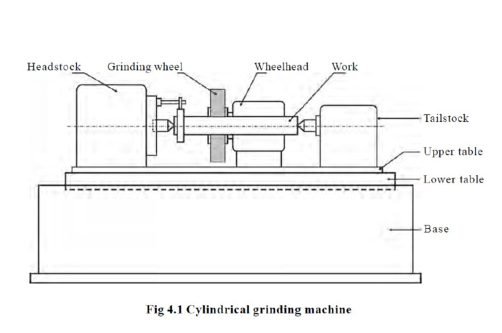 Headstock Grinding wheel Wheelhead Work
Tailstock
Upper table
Lower table
Base
Fig 4.1 Cylindrical grinding machine